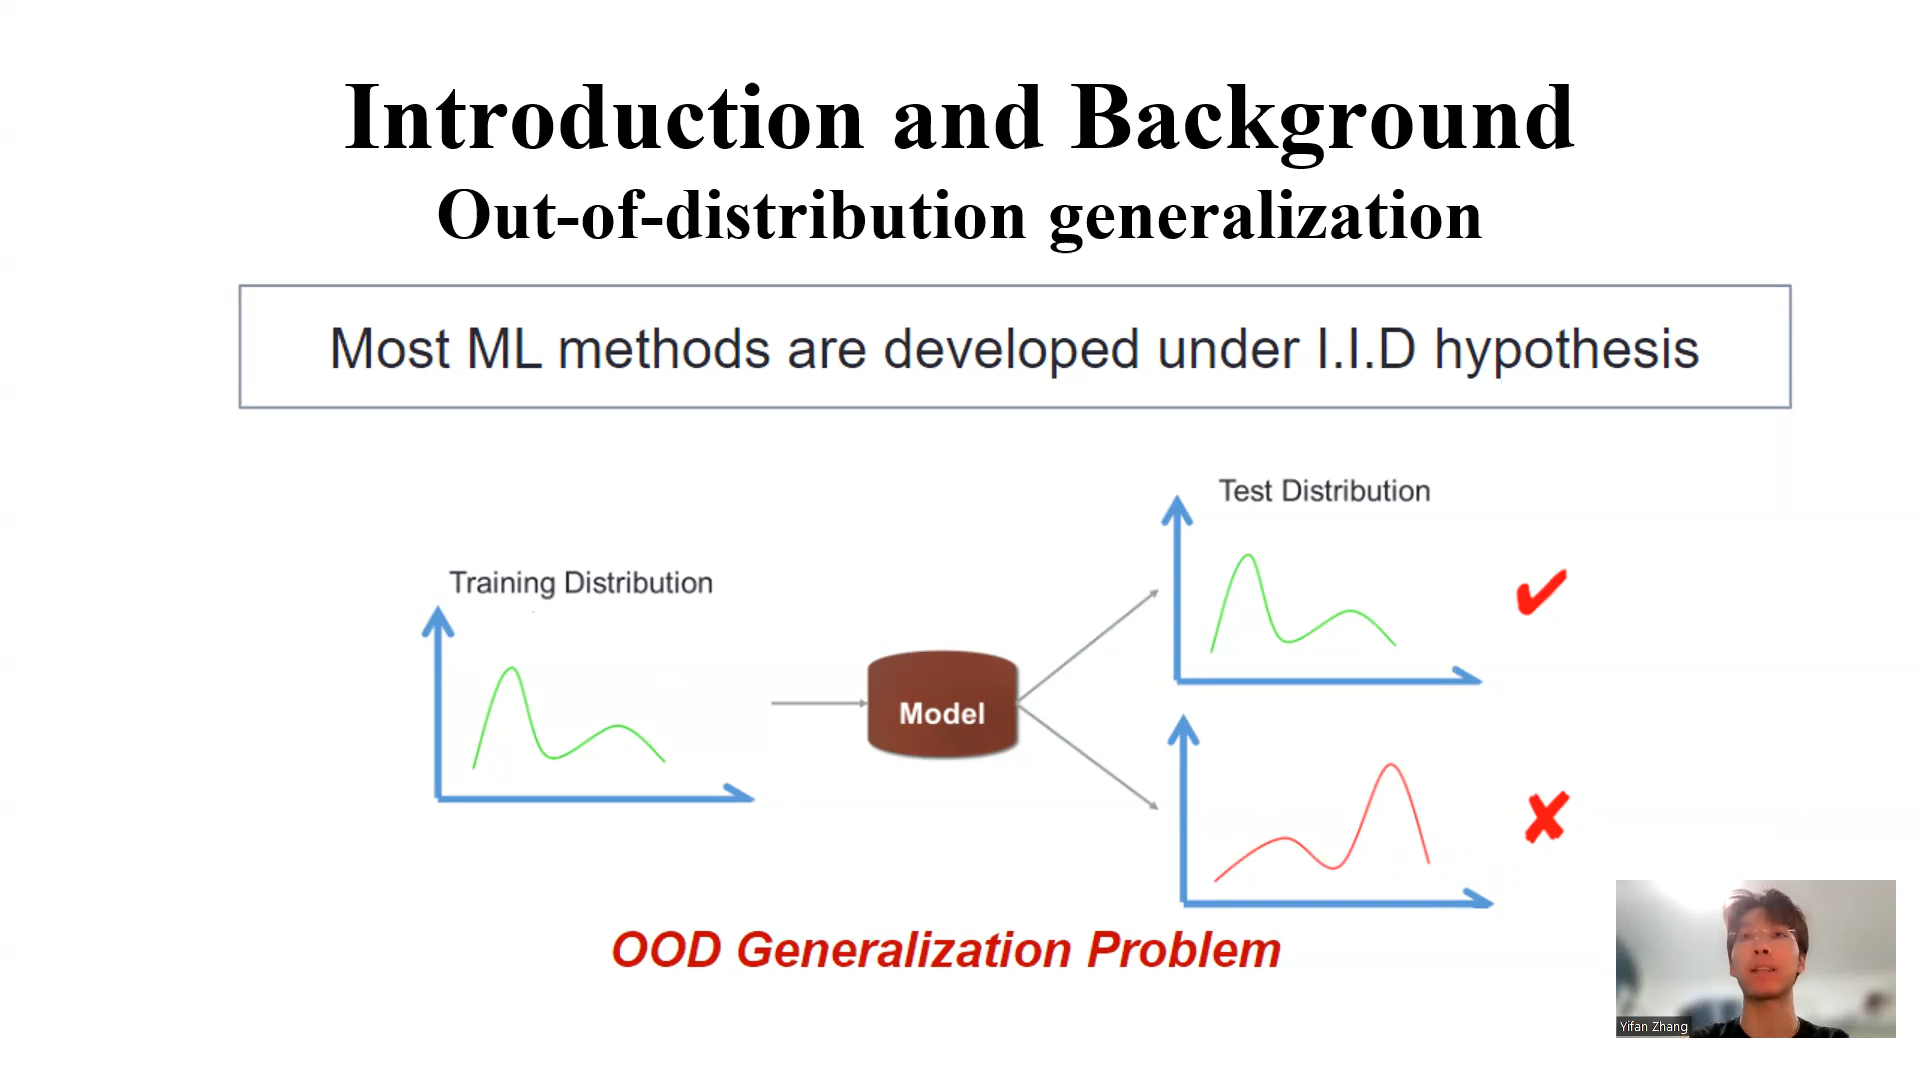 Introduction and Background
Out-of-distribution generalization
Most ML methods are developed under I.I.D hypothesis
Test Distribution
Training Distribution
Model
OOD Generalization Problem
Yifan Zhang